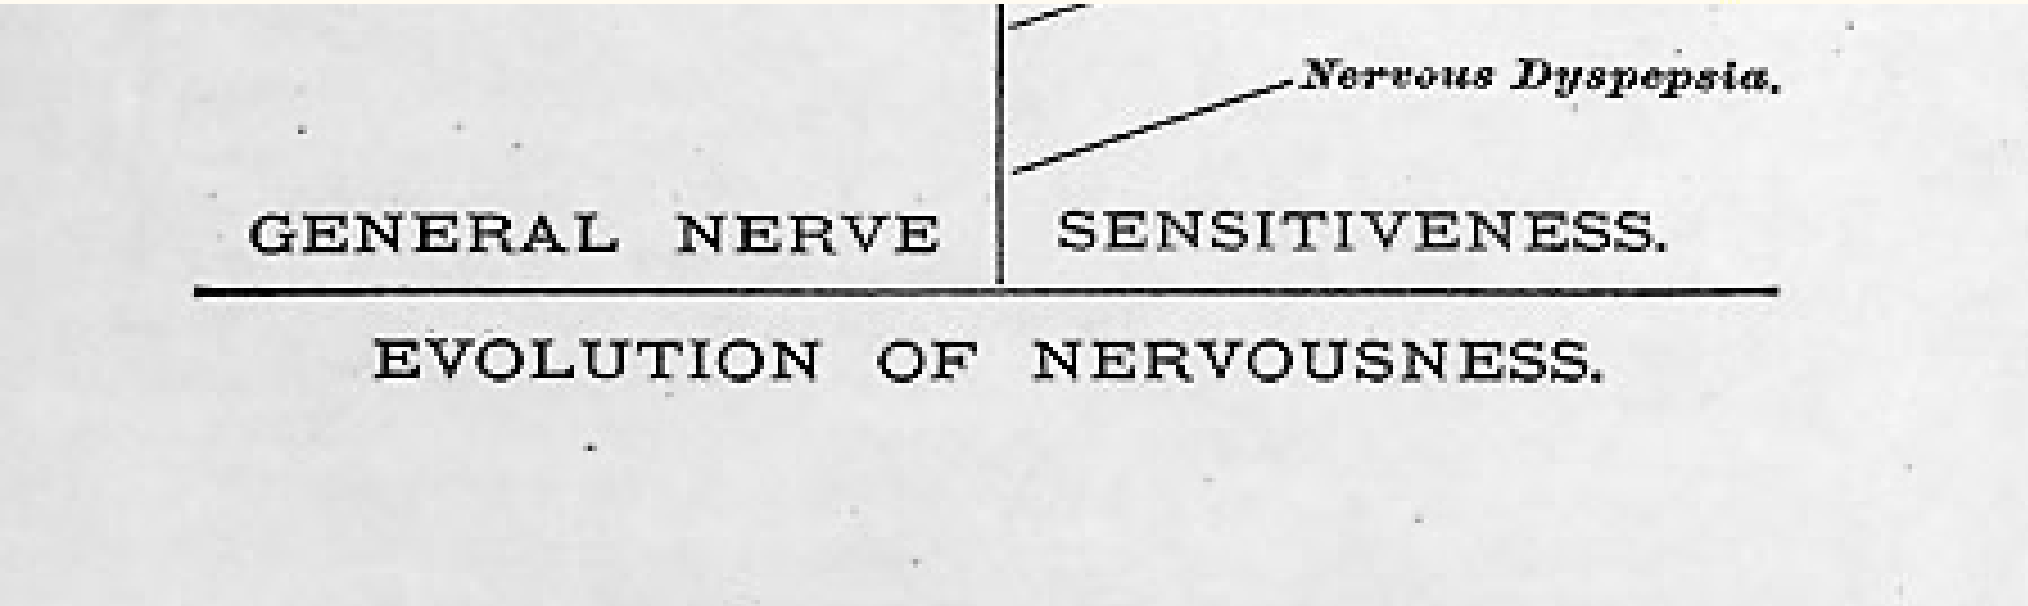 Nervous Dyspepsia.
GENERAL NERVE SENSITIVENESS.
EVOLUTION OF NERVOUSNESS.